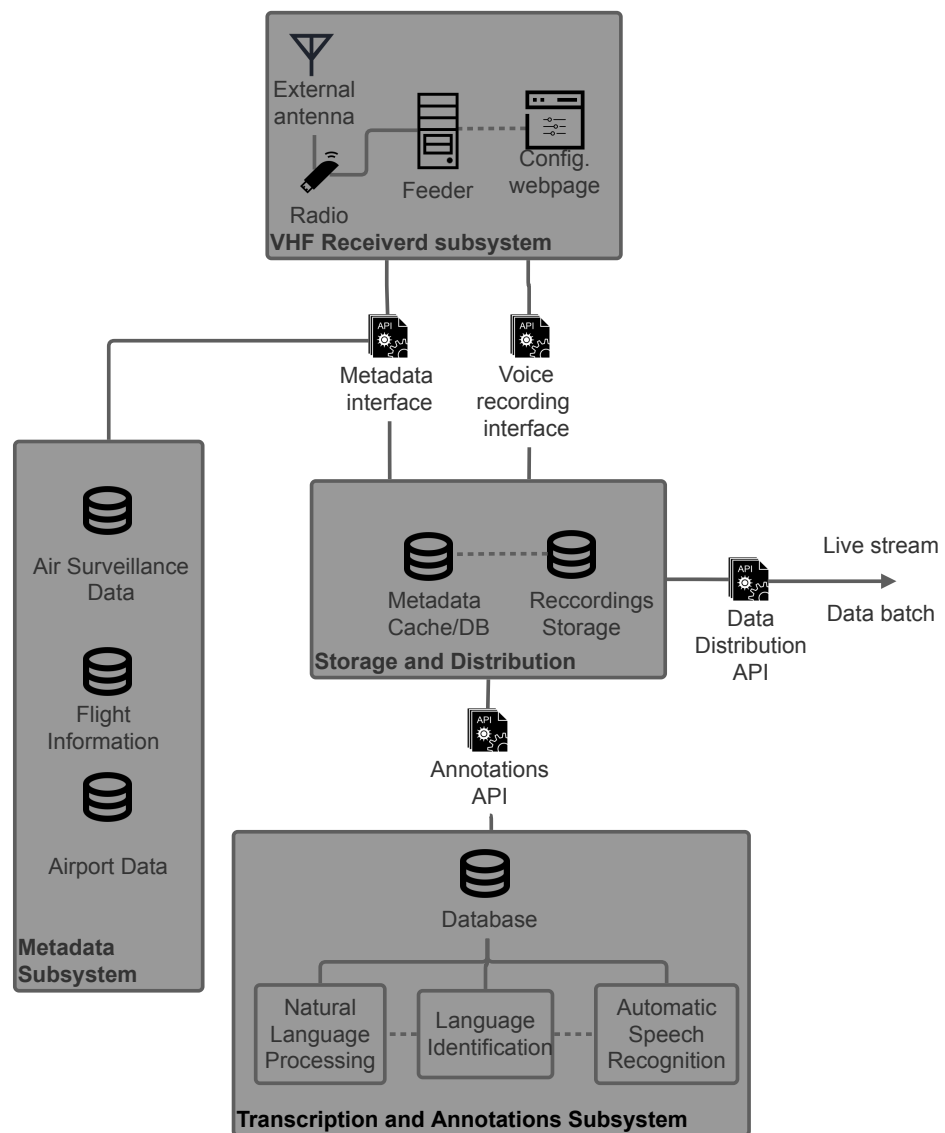 External
antenna
Radio
Feeder
Config.
webpage
VHF Receiverd subsystem
API
Metadada
interface
API
Voice
recording
interface
Air Surveillance
Data
Flight
Information
Airport Data
Metadata
Subsystem
Metadata
Cache/DB
Reccordings
Storage
Storage and Distribution
API
Data
Distribution
API
Live stream
Data batch
API
Annotations
API
Database
Natural
Language
Processing
Language
Identification
Automatic
Speech
Recognition
Transcription and Annotations Subsystem